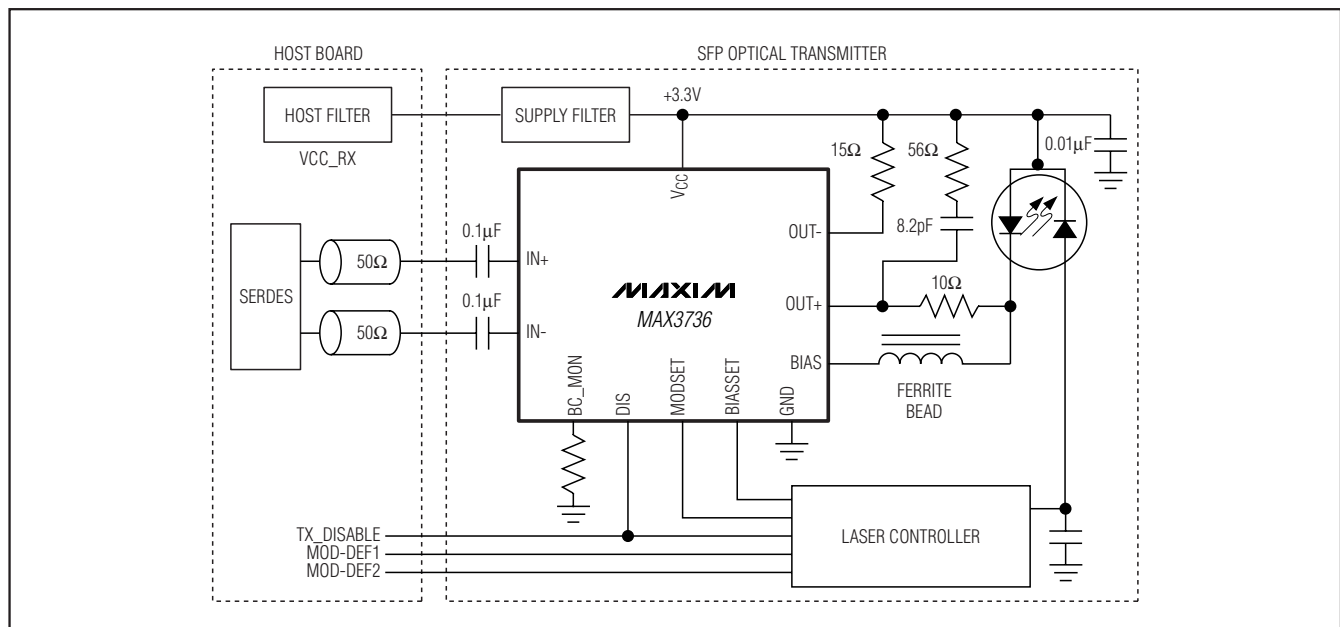 HOST BOARD
SFP OPTICAL TRANSMITTER
HOST FILTER
VCC_RX
SUPPLY FILTER
+3.3V
15Ω
56Ω
0.01μF
VCC
OUT-
8.2pF
SERDES
50Ω
50Ω
0.1μF
0.1μF
IN+
IN-
MAXIM
MAX3736
OUT+
10Ω
BIAS
FERRITE
BEAD
BC_MON
DIS
MODSET
BIASSET
GND
TX_DISABLE
MOD-DEF1
MOD-DEF2
LASER CONTROLLER